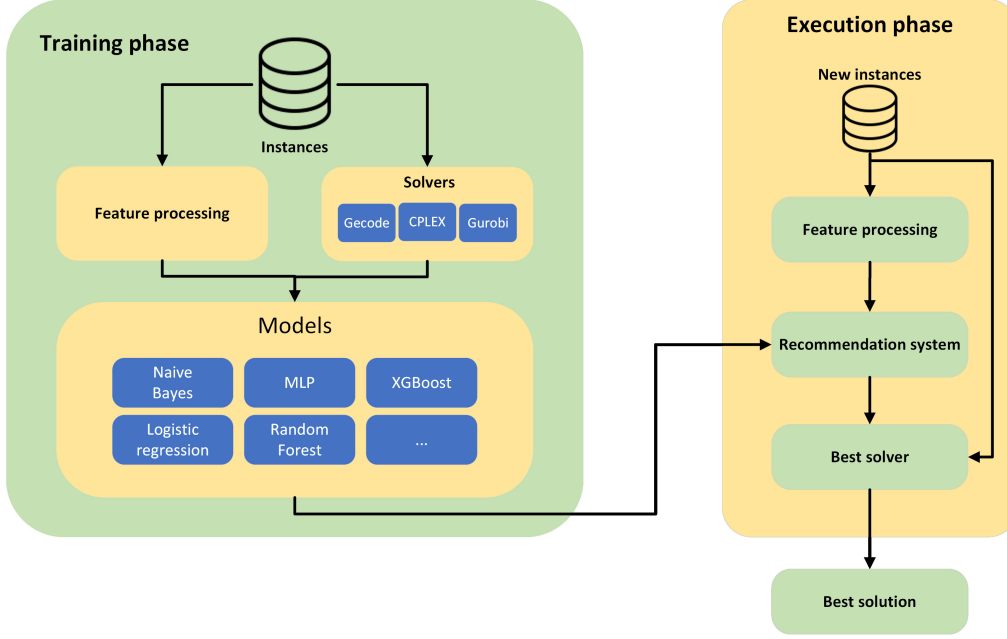 Training phase
Instances
Feature processing
Solvers
Gecode
CPLEX
Gurobi
Models
Naive
Bayes
MLP
XGBoost
Logistic
regression
Random
Forest
...
Execution phase
New instances
Feature processing
Recommendation system
Best solver
Best solution